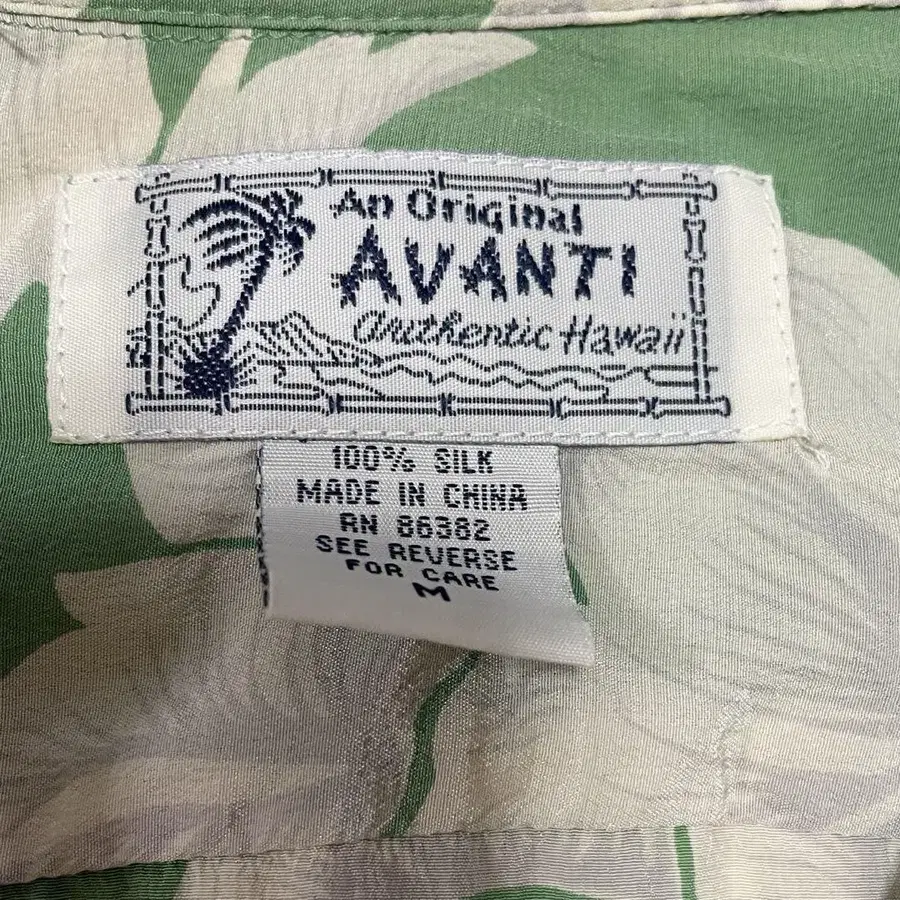 An Original
AVANTI
authentic Hawaii
100% SILK
MADE IN CHINA
RN 86382
SEE REVERSE
FOR CARE
M